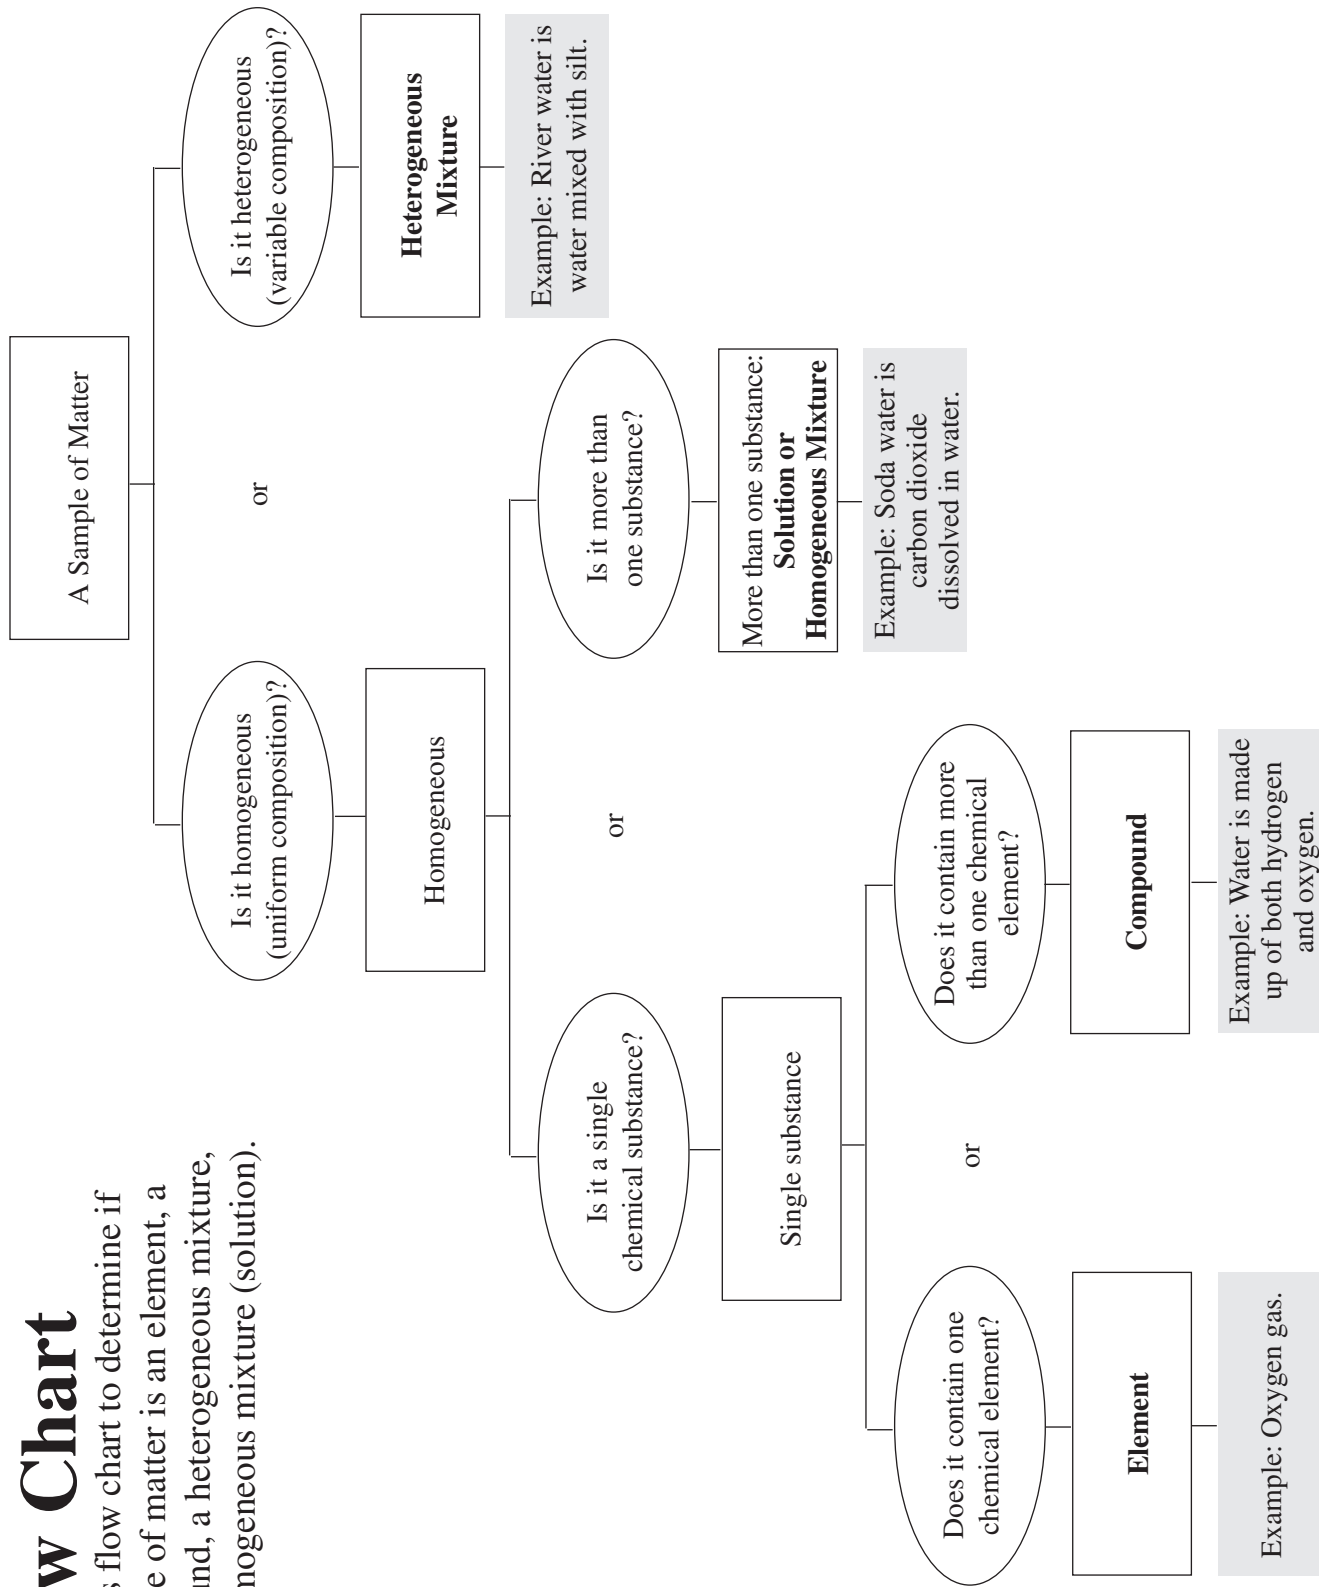 w Chart
s flow chart to determine if
e of matter is an element, a
und, a heterogeneous mixture,
mogeneous mixture (solution).
A Sample of Matter
Is it homogeneous
(uniform composition)?
or
Is it heterogeneous
(variable composition)?
Homogeneous
Heterogeneous
Mixture
Example: River water is
water mixed with silt.
Is it a single
chemical substance?
or
Is it more than
one substance?
Single substance
More than one substance:
Solution or
Homogeneous Mixture
Example: Soda water is
carbon dioxide
dissolved in water.
Does it contain one
chemical element?
or
Does it contain more
than one chemical
element?
Element
Compound
Example: Oxygen gas.
Example: Water is made
up of both hydrogen
and oxygen.